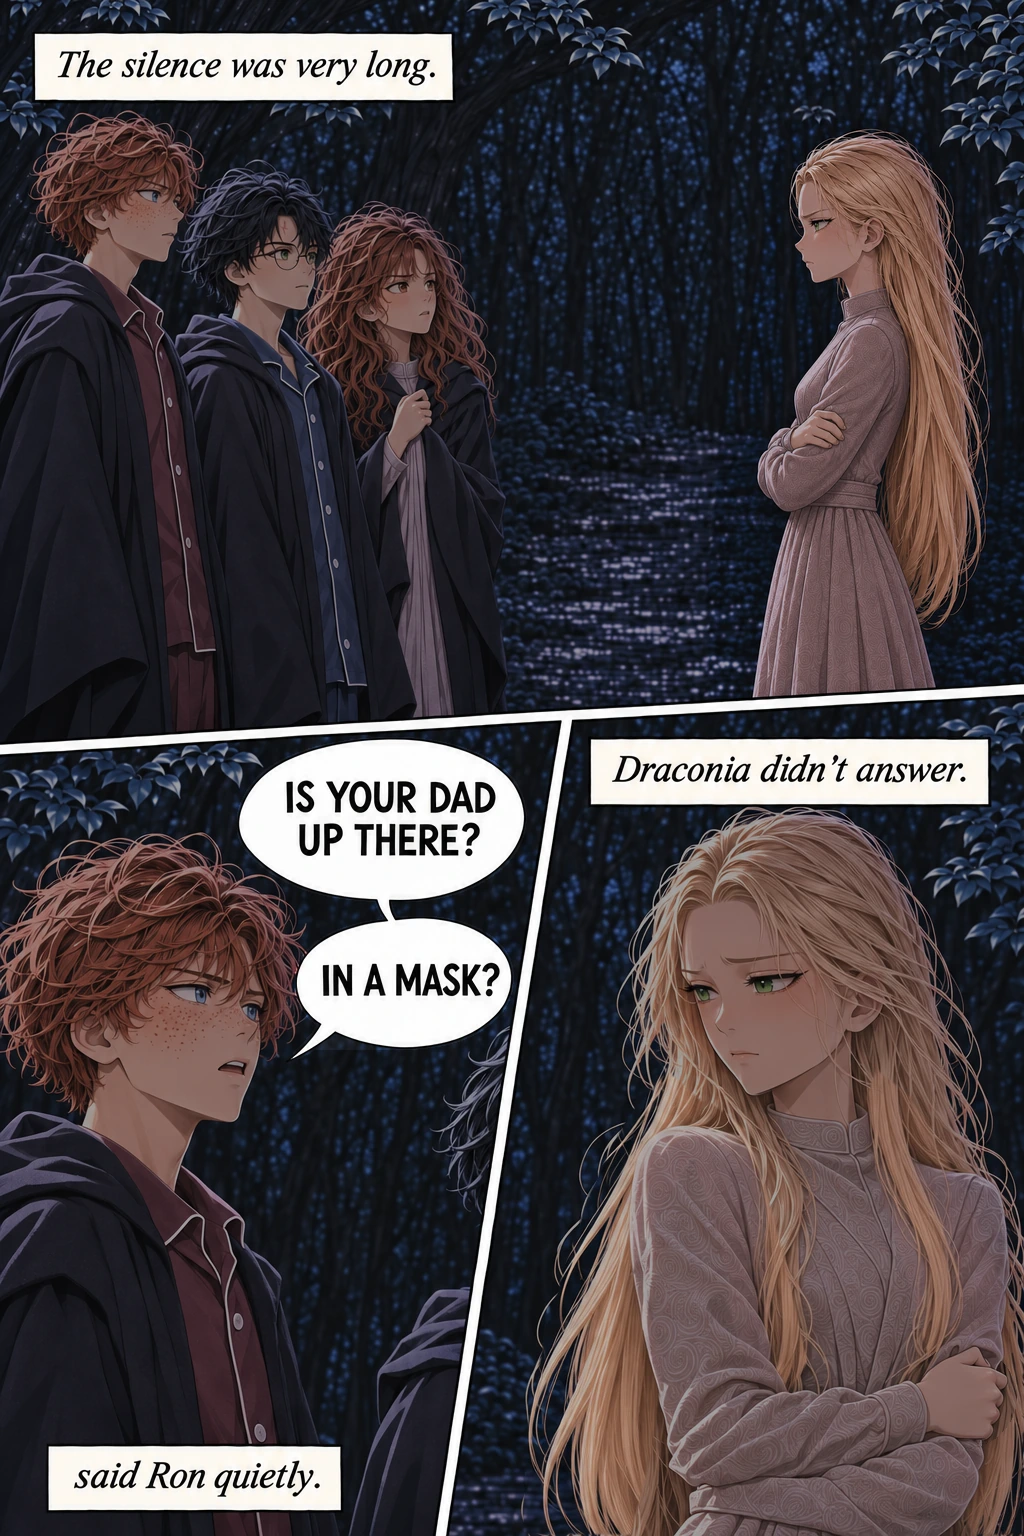 The silence was very long.
IS YOUR DAD
UP THERE?
IN A MASK?
said Ron quietly.
Draconia didn't answer.